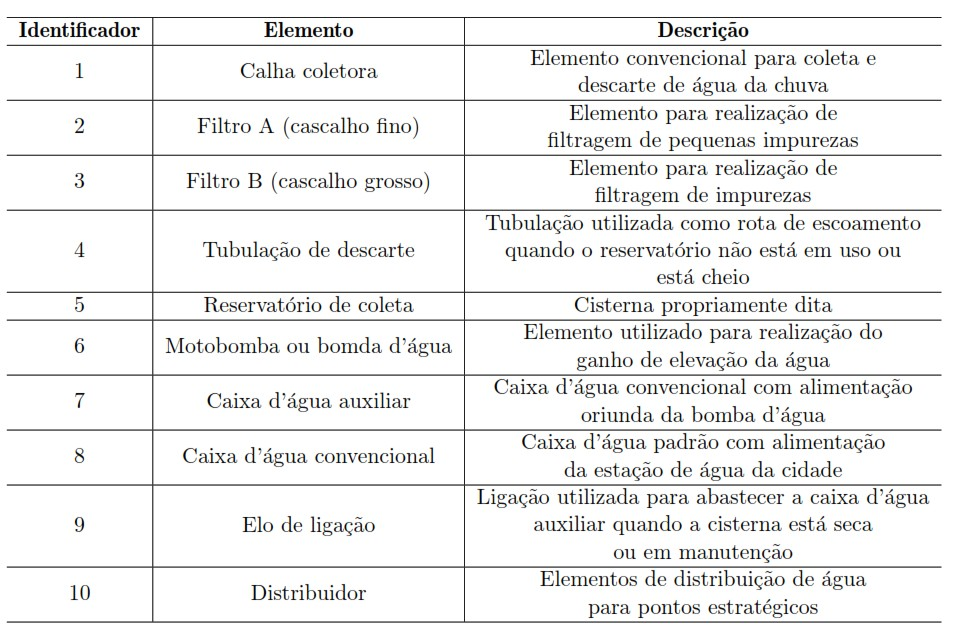 Identificador Elemento Descrição
1 Calha coletora Elemento convencional para coleta e
descarte de água da chuva
2 Filtro A (cascalho fino) Elemento para realização de
filtragem de pequenas impurezas
3 Filtro B (cascalho grosso) Elemento para realização de
filtragem de impurezas
4 Tubulação de descarte Tubulação utilizada como rota de escoamento
quando o reservatório não está em uso ou
está cheio
5 Reservatório de coleta Cisterna propriamente dita
6 Motobomba ou bomda d'água Elemento utilizado para realização do
ganho de elevação da água
7 Caixa d'água auxiliar Caixa d'água convencional com alimentação
oriunda da bomba d'água
8 Caixa d'água convencional Caixa d'água padrão com alimentação
da estação de água da cidade
9 Elo de ligação Ligação utilizada para abastecer a caixa d'água
auxiliar quando a cisterna está seca
ou em manutenção
10 Distribuidor Elementos de distribuição de água
para pontos estratégicos